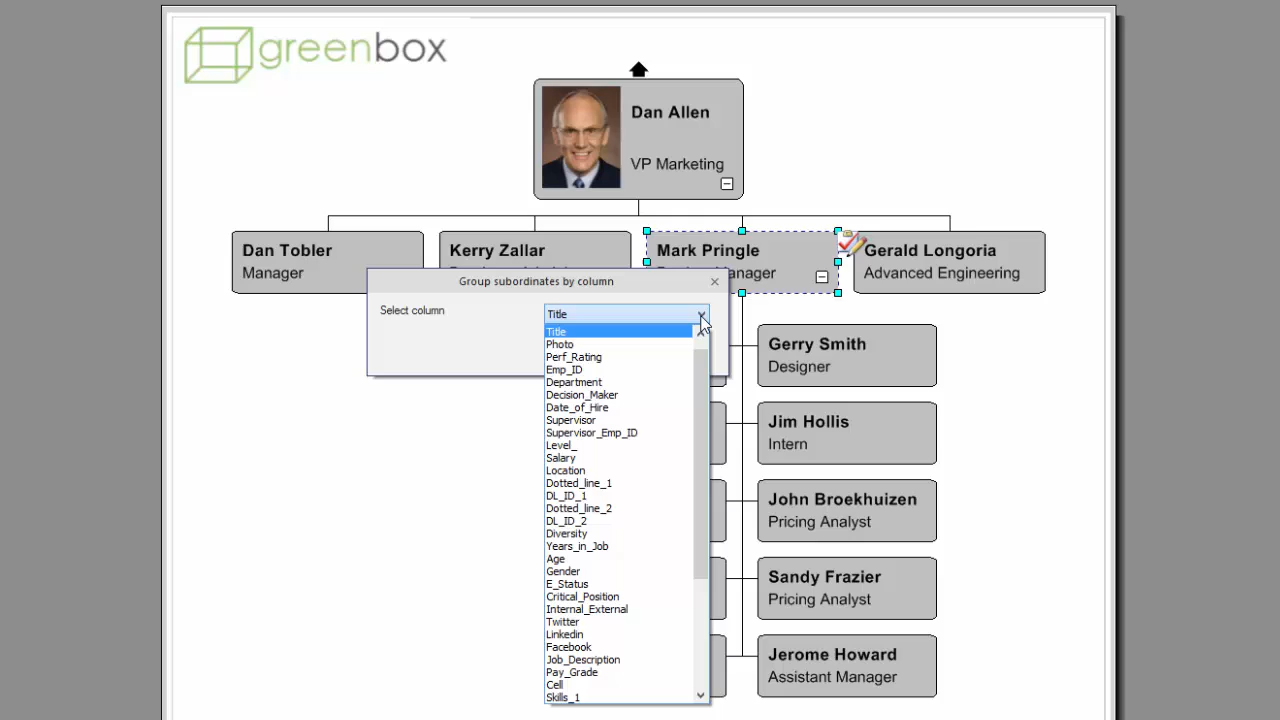 greenbox
Dan Allen
VP Marketing
Dan Tobler
Manager
Kerry Zallar
Mark Pringle
Manager
Gerald Longoria
Advanced Engineering
Group subordinates by column
Select column
Title
Title
Photo
Perf_Rating
Emp_ID
Department
Decision_Maker
Date_of_Hire
Supervisor
Supervisor_Emp_ID
Level_
Salary
Location
Dotted_line_1
DL_ID_1
Dotted_line_2
DL_ID_2
Diversity
Years_in_Job
Age
Gender
E_Status
Critical_Position
Internal_External
Twitter
Linkedin
Facebook
Job_Description
Pay_Grade
Cell
Skills_1
Gerry Smith
Designer
Jim Hollis
Intern
John Broekhuizen
Pricing Analyst
Sandy Frazier
Pricing Analyst
Jerome Howard
Assistant Manager